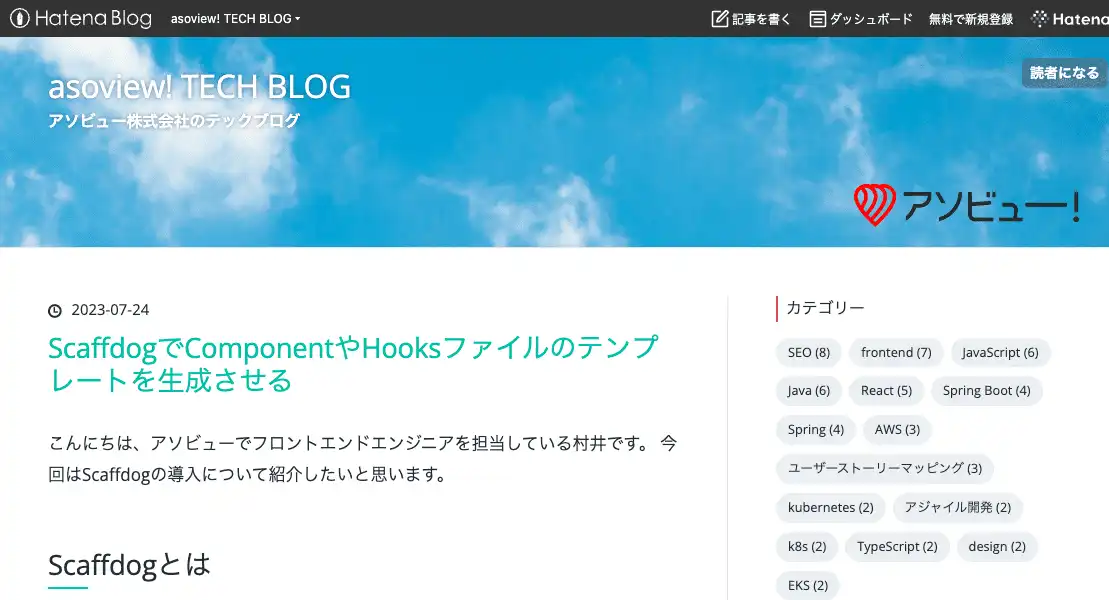 Hatena Blog
asoview! TECH BLOG
記事を書く
ダッシュボード
無料で新規登録
Hatena
asoview! TECH BLOG
アソビュー株式会社のテックブログ
読者になる
アソビュー!
2023-07-24
ScaffdogでComponentやHooksファイルのテンプ
レートを生成させる
こんにちは、アソビューでフロントエンドエンジニアを担当している村井です。 今
回はScaffdogの導入について紹介したいと思います。
Scaffdogとは
カテゴリー
SEO (8) frontend (7) JavaScript (6)
Java (6) React (5) Spring Boot (4)
Spring (4) AWS (3)
ユーザーストーリーマッピング (3)
kubernetes (2) アジャイル開発 (2)
k8s (2) TypeScript (2) design (2)
EKS (2)